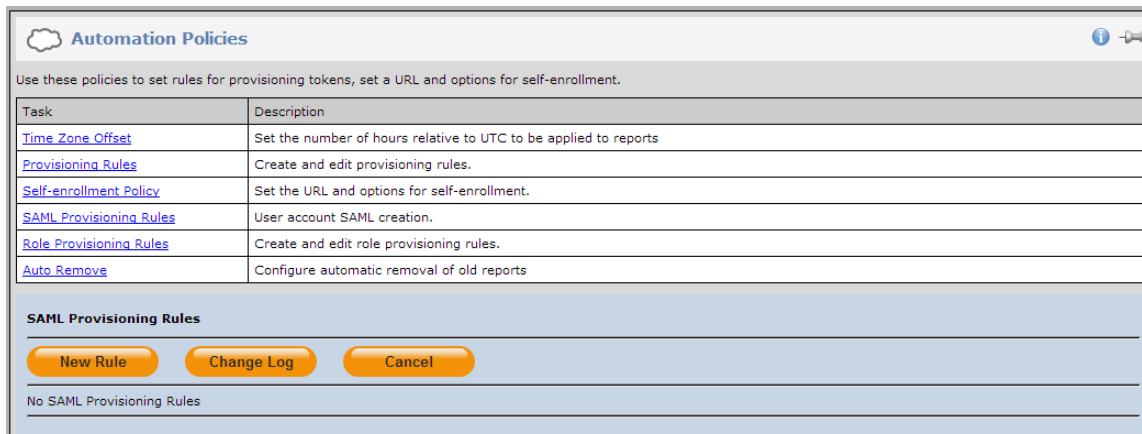 Automation Policies
Use these policies to set rules for provisioning tokens, set a URL and options for self-enrollment.
Task Description
Time Zone Offset Set the number of hours relative to UTC to be applied to reports
Provisioning Rules Create and edit provisioning rules.
Self-enrollment Policy Set the URL and options for self-enrollment.
SAML Provisioning Rules User account SAML creation.
Role Provisioning Rules Create and edit role provisioning rules.
Auto Remove Configure automatic removal of old reports
SAML Provisioning Rules
New Rule Change Log Cancel
No SAML Provisioning Rules